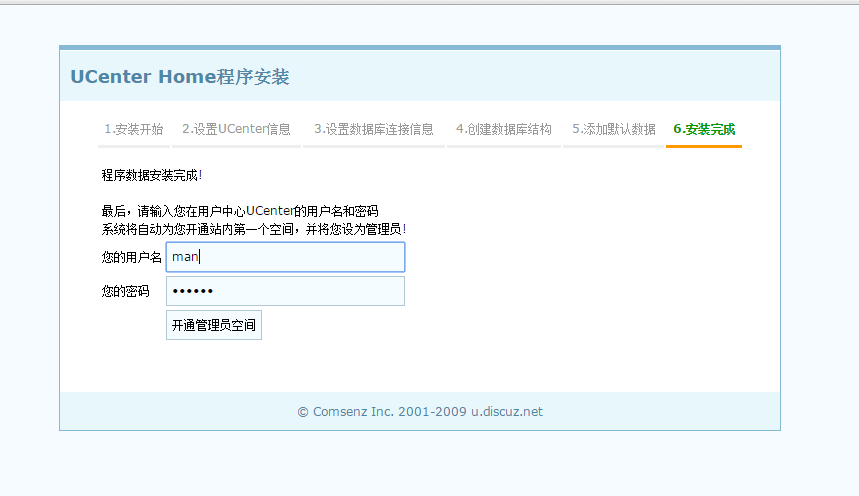 UCenter Home程序安装
1.安装开始 2.设置UCenter信息 3.设置数据库连接信息 4.创建数据库结构 5.添加默认数据 6.安装完成
程序数据安装完成!
最后，请输入您在用户中心UCenter的用户名和密码
系统将自动为您开通站内第一个空间，并将您设为管理员!
您的用户名 man
您的密码 ••••••
开通管理员空间
© Comsenz Inc. 2001-2009 u.discuz.net